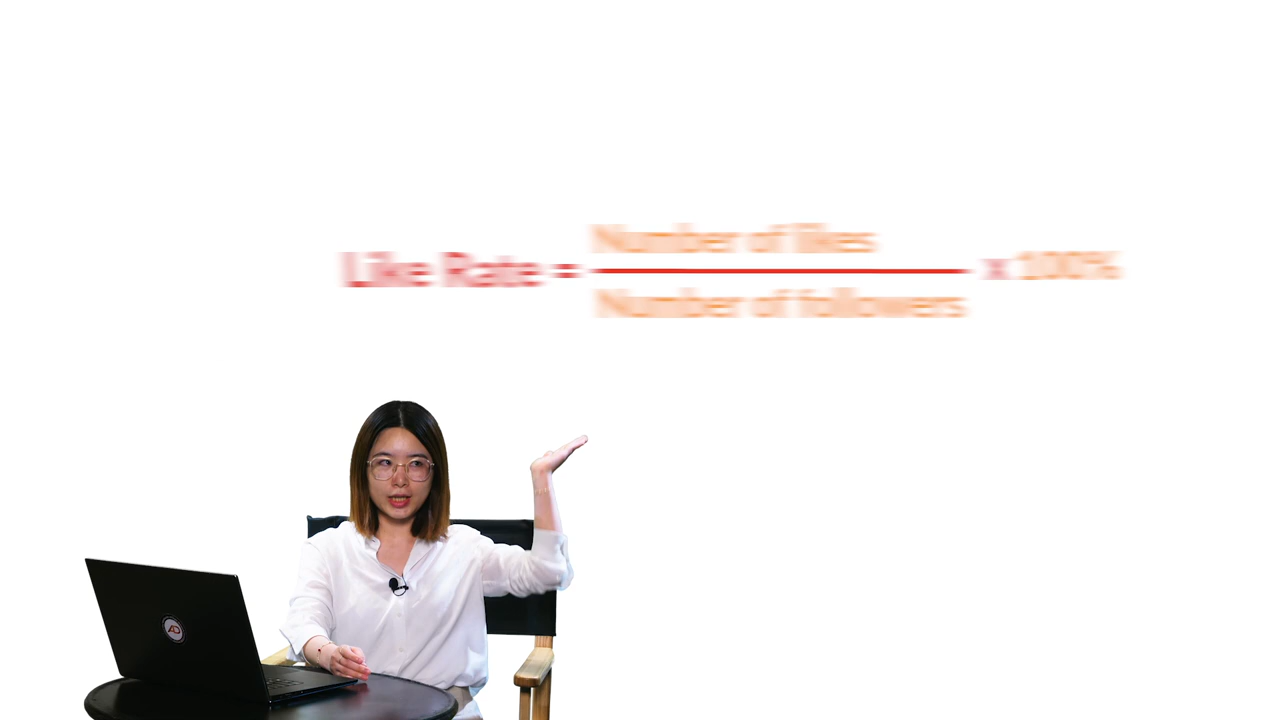 Like Rate = Number of likes
Number of followers
x 100%